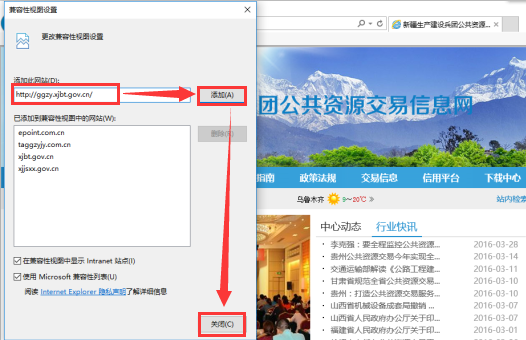 兼容性视图设置
更改兼容性视图设置
添加此网站(D):
http://ggzy.xjbt.gov.cn/
添加(A)
已添加到兼容性视图中的网站(W):
删除(R)
epoint.com.cn
taggzyjy.com.cn
xjbt.gov.cn
xjjsxx.gov.cn
在兼容性视图中显示 Intranet 站点(I)
使用 Microsoft 兼容性列表(U)
阅读 Internet Explorer 隐私声明了解详细信息
关闭(C)
新疆生产建设兵团公共资源...
团公共资源交易信息网
指南
政策法规
交易信息
信用平台
下载中心
乌鲁木齐
9～20℃
站内检
中心动态
行业快讯
李克强：要全程监控公共资源... 2016-03-28
贵州公共资源交易今年实现全... 2016-03-14
交通运输部解读《公路工程建... 2016-03-11
甘肃省规范全省公共资源交易... 2016-03-11
贵州：打造公共资源交易服务... 2016-03-10
山西省机械设备成套局撤销 ... 2016-03-10
山西省人民政府办公厅关于印... 2016-03-10
福建省人民政府办公厅关于印... 2016-03-10